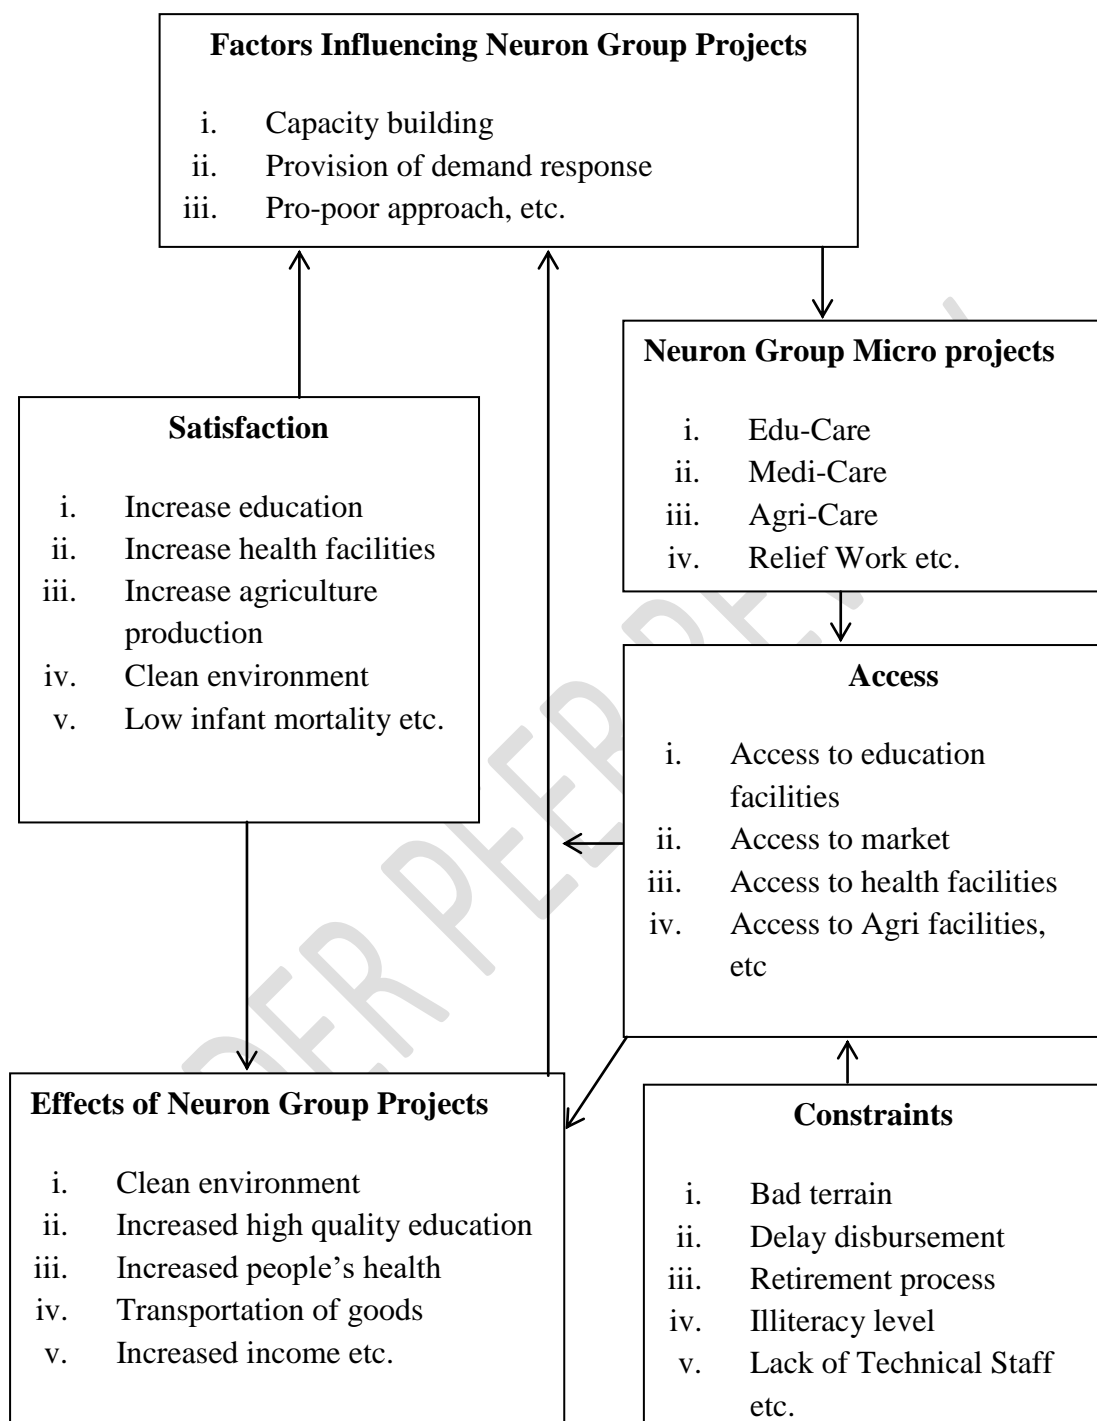 Factors Influencing Neuron Group Projects
i. Capacity building
ii. Provision of demand response
iii. Pro-poor approach, etc.
Neuron Group Micro projects
i. Edu-Care
ii. Medi-Care
iii. Agri-Care
iv. Relief Work etc.
Satisfaction
i. Increase education
ii. Increase health facilities
iii. Increase agriculture
production
iv. Clean environment
v. Low infant mortality etc.
Access
i. Access to education
facilities
ii. Access to market
iii. Access to health facilities
iv. Access to Agri facilities,
etc
Effects of Neuron Group Projects
i. Clean environment
ii. Increased high quality education
iii. Increased people’s health
iv. Transportation of goods
v. Increased income etc.
Constraints
i. Bad terrain
ii. Delay disbursement
iii. Retirement process
iv. Illiteracy level
v. Lack of Technical Staff
etc.